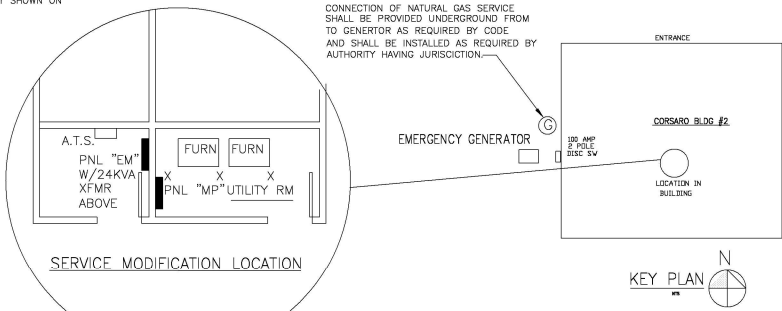 SHOWN ON
CONNECTION OF NATURAL GAS SERVICE
SHALL BE PROVIDED UNDERGROUND FROM
TO GENERTOR AS REQUIRED BY CODE
AND SHALL BE INSTALLED AS REQUIRED BY
AUTHORITY HAVING JURISCICTION.
ENTRANCE
G
CORSARO BLDG #2
EMERGENCY GENERATOR
100 AMP
2 POLE
DISC SW
LOCATION IN
BUILDING
A.T.S.
PNL "EM"
W/24KVA
XFMR
ABOVE
FURN FURN
X X X
PNL "MP" UTILITY RM
SERVICE MODIFICATION LOCATION
N
KEY PLAN
NTS